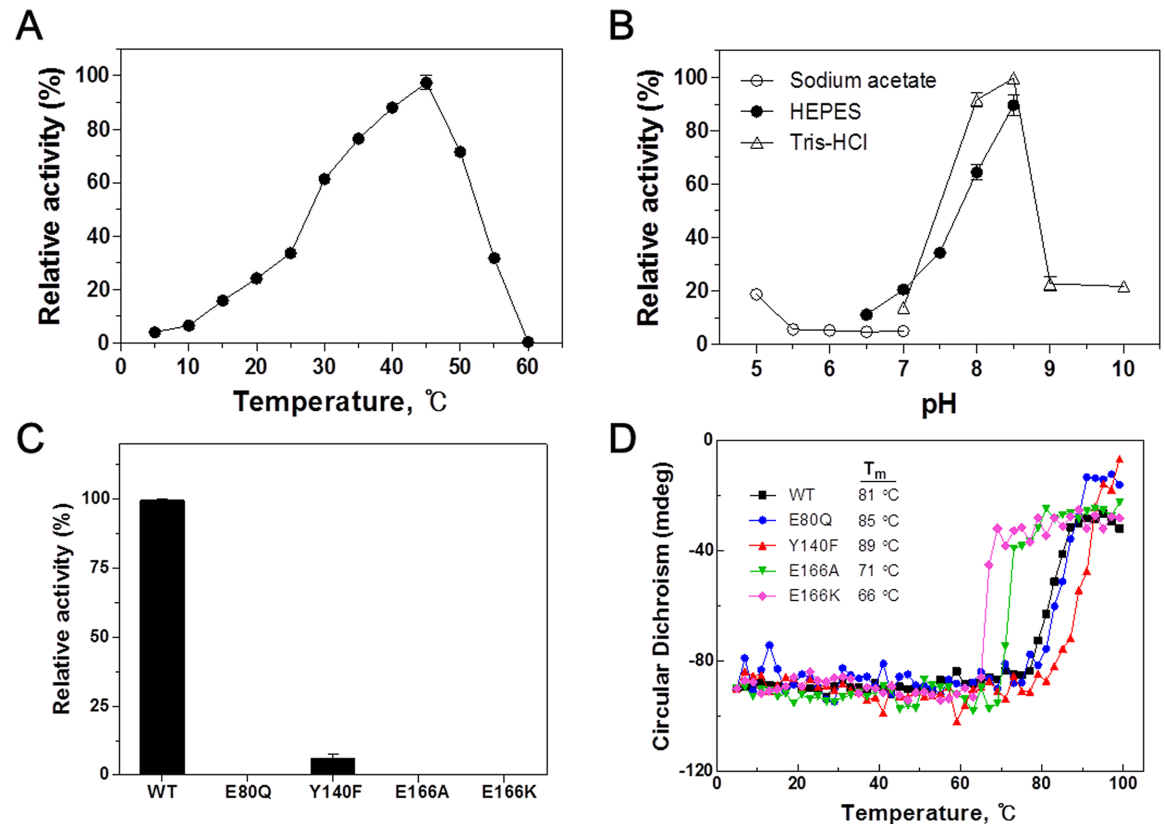 A
Relative activity (%)
100
80
60
40
20
0
0 10 20 30 40 50 60
Temperature, ℃
B
Relative activity (%)
100
80
60
40
20
0
Sodium acetate
HEPES
Tris-HCl
5 6 7 8 9 10
pH
C
Relative activity (%)
100
75
50
25
0
WT E80Q Y140F E166A E166K
D
Circular Dichroism (mdeg)
0
-40
-80
-120
Tm
WT 81 °C
E80Q 85 °C
Y140F 89 °C
E166A 71 °C
E166K 66 °C
0 20 40 60 80 100
Temperature, ℃